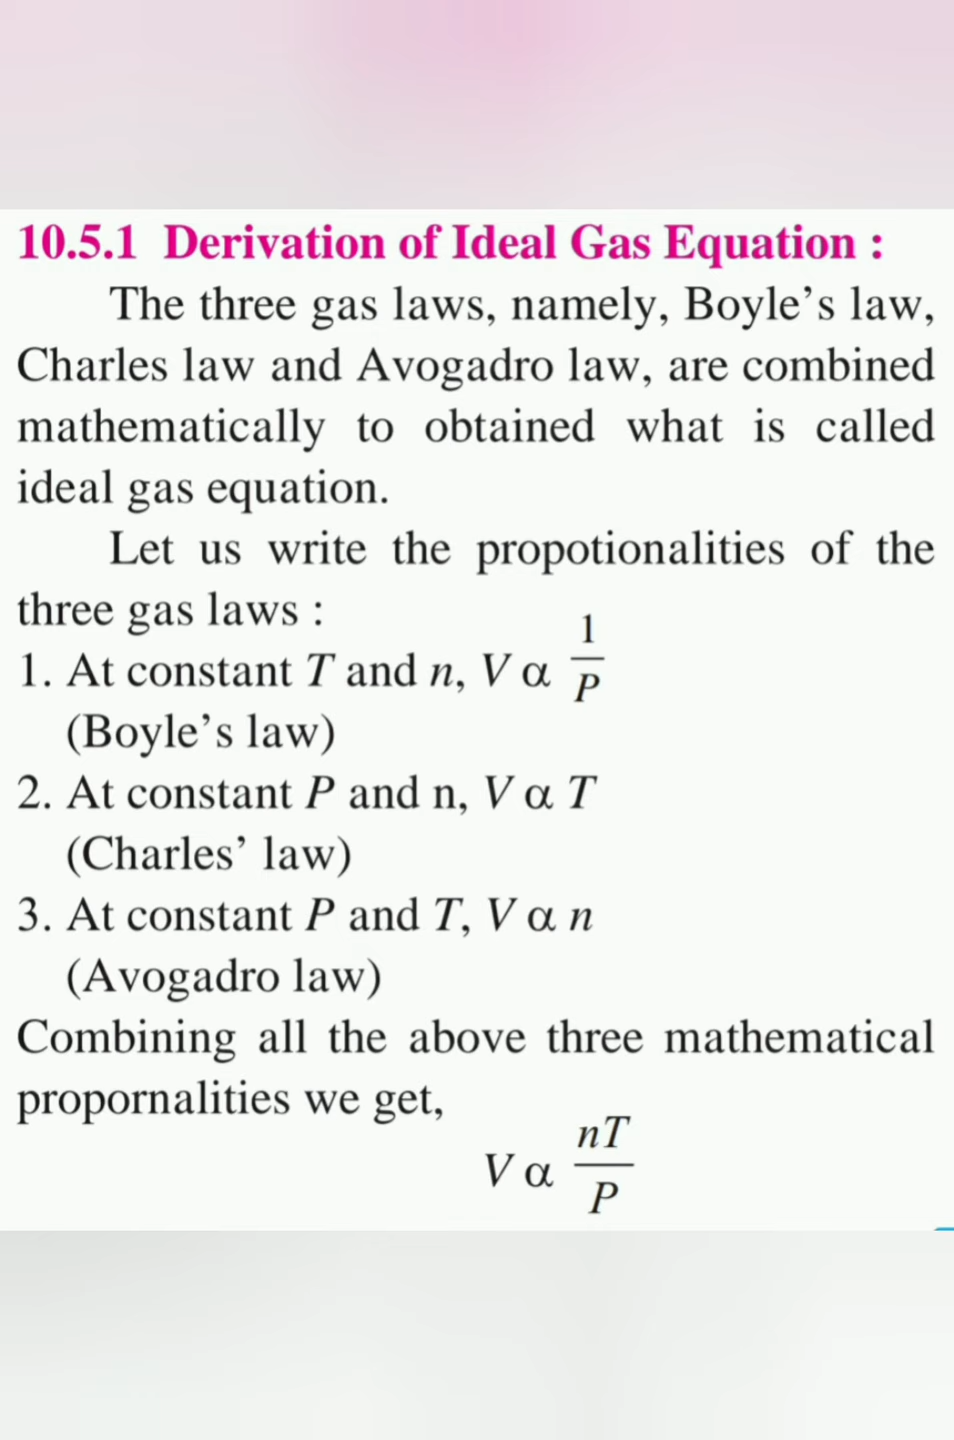 10.5.1 Derivation of Ideal Gas Equation :
The three gas laws, namely, Boyle’s law,
Charles law and Avogadro law, are combined
mathematically to obtained what is called
ideal gas equation.
Let us write the propotionalities of the
three gas laws :
1. At constant T and n, V α 1/P
(Boyle’s law)
2. At constant P and n, V α T
(Charles’ law)
3. At constant P and T, V α n
(Avogadro law)
Combining all the above three mathematical
propornalities we get,
V α nT/P